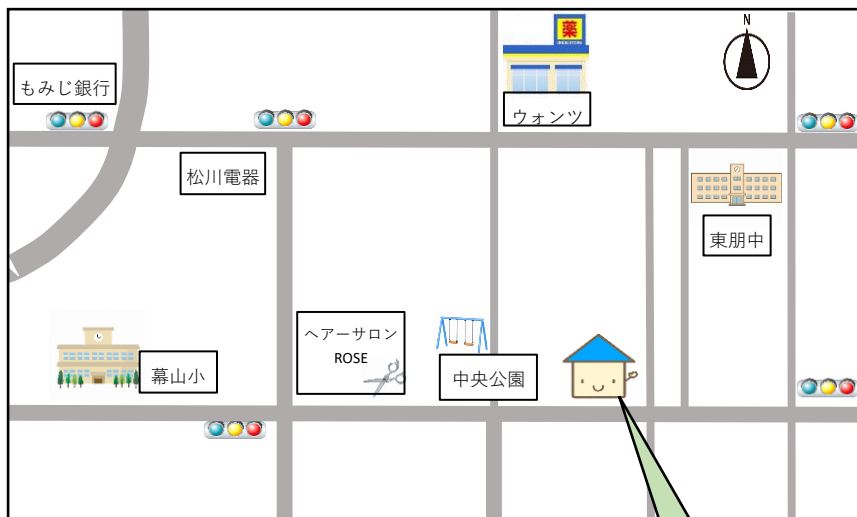 N
薬
もみじ銀行
ウォンツ
松川電器
東朋中
ヘアーサロン
ROSE
幕山小
中央公園